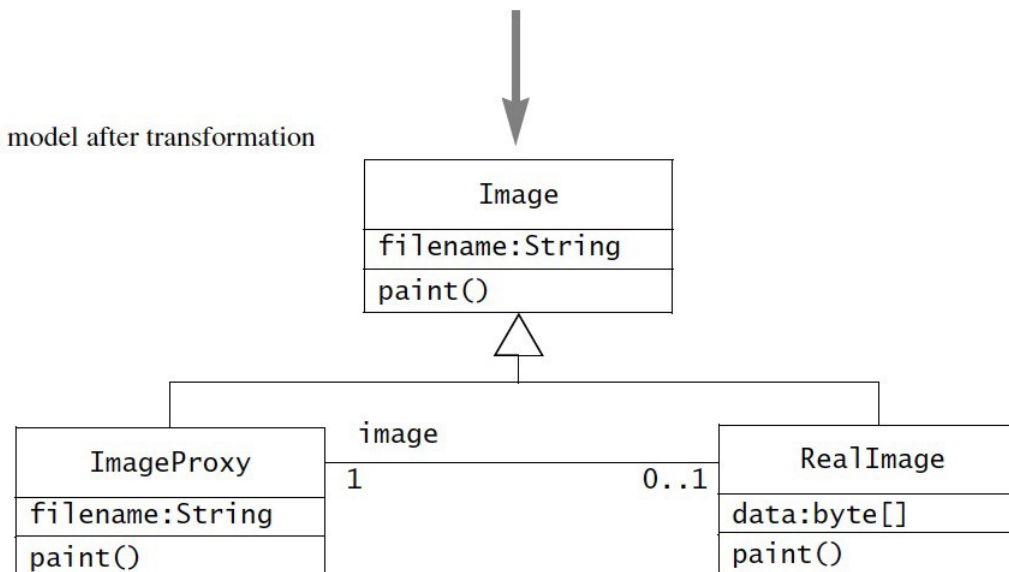 model after transformation
Image
filename:String
paint()
image
ImageProxy
1
0..1
RealImage
filename:String
data:byte[]
paint()
paint()